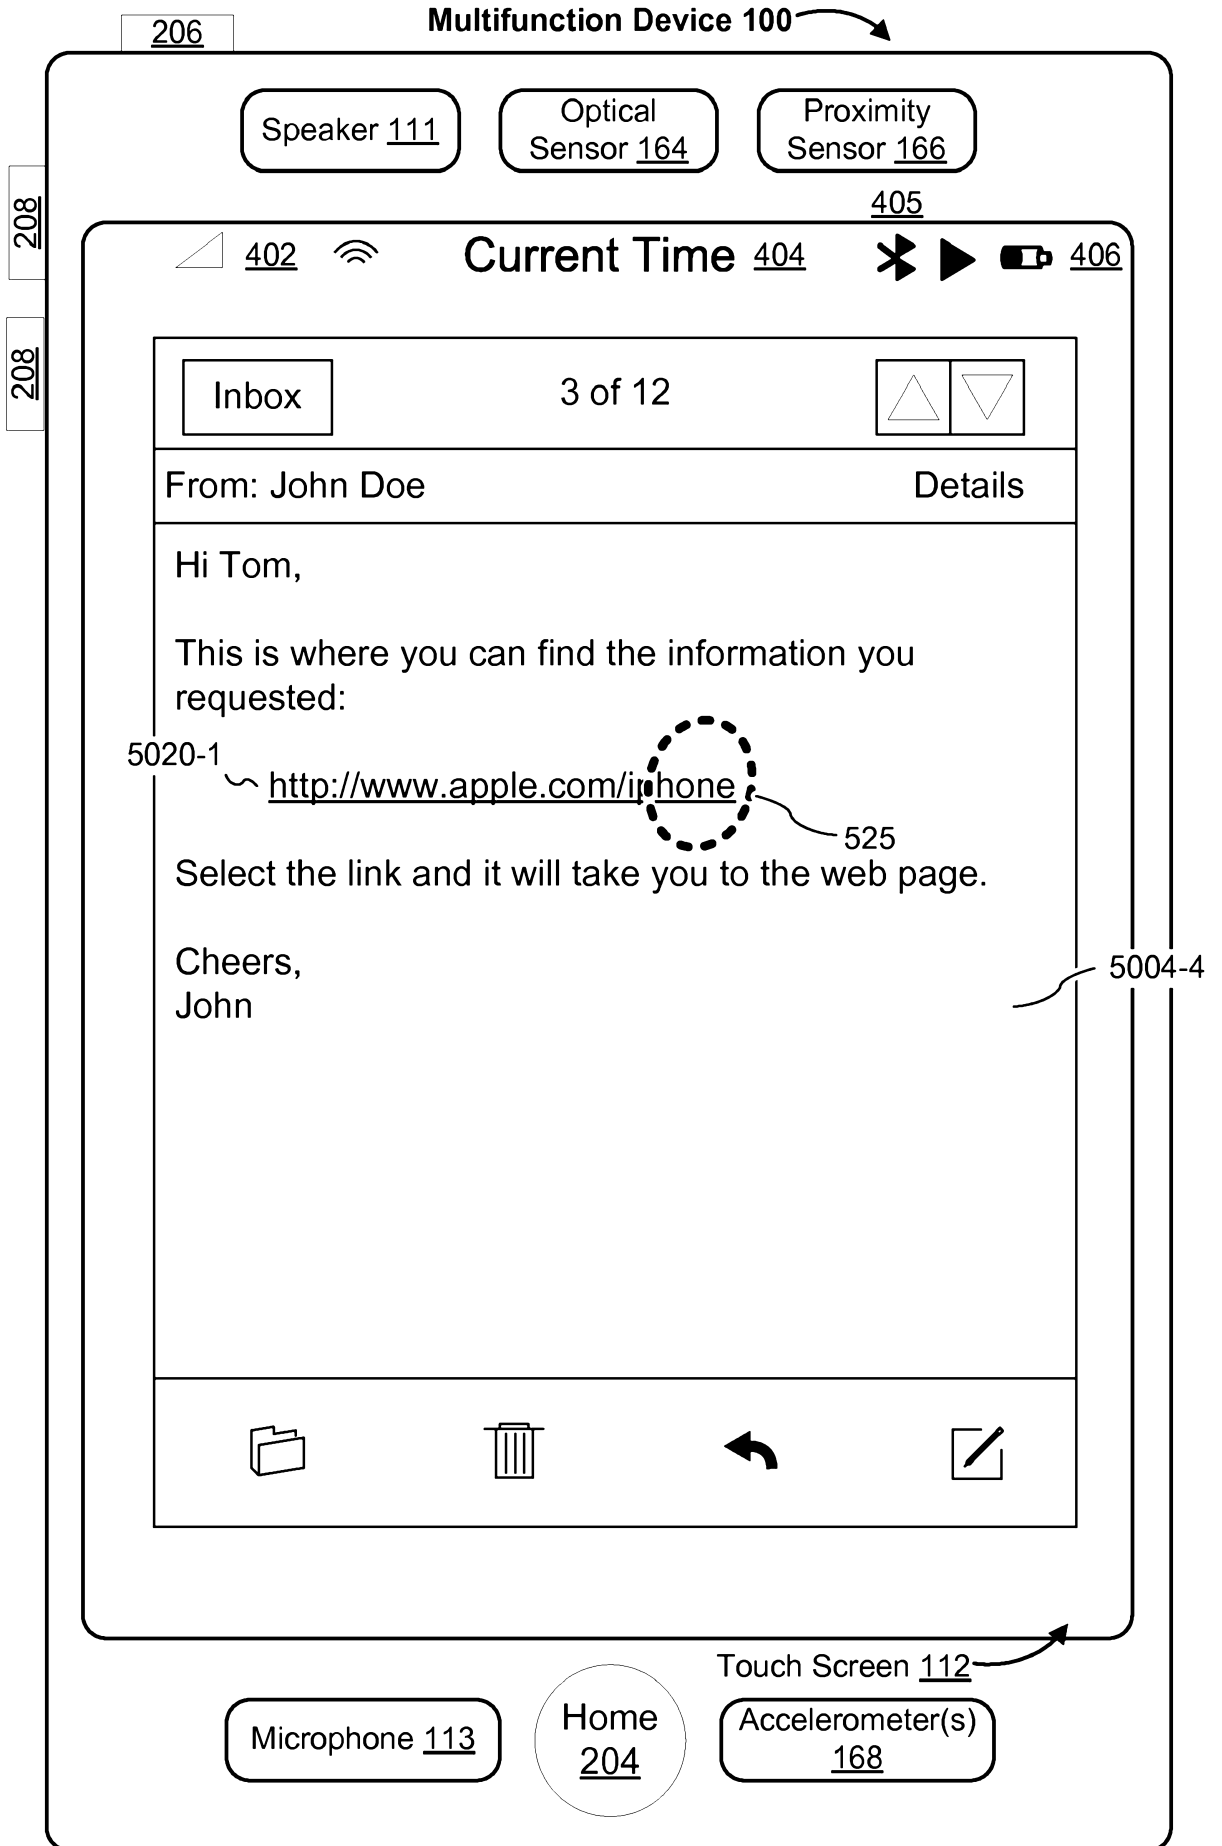 Multifunction Device 100
206
Speaker 111
Optical
Sensor 164
Proximity
Sensor 166
208
208
405
402
Current Time 404
406
Inbox
3 of 12
From: John Doe
Details
Hi Tom,
This is where you can find the information you
requested:
5020-1
http://www.apple.com/iphone
525
Select the link and it will take you to the web page.
Cheers,
John
5004-4
Touch Screen 112
Microphone 113
Home
204
Accelerometer(s)
168